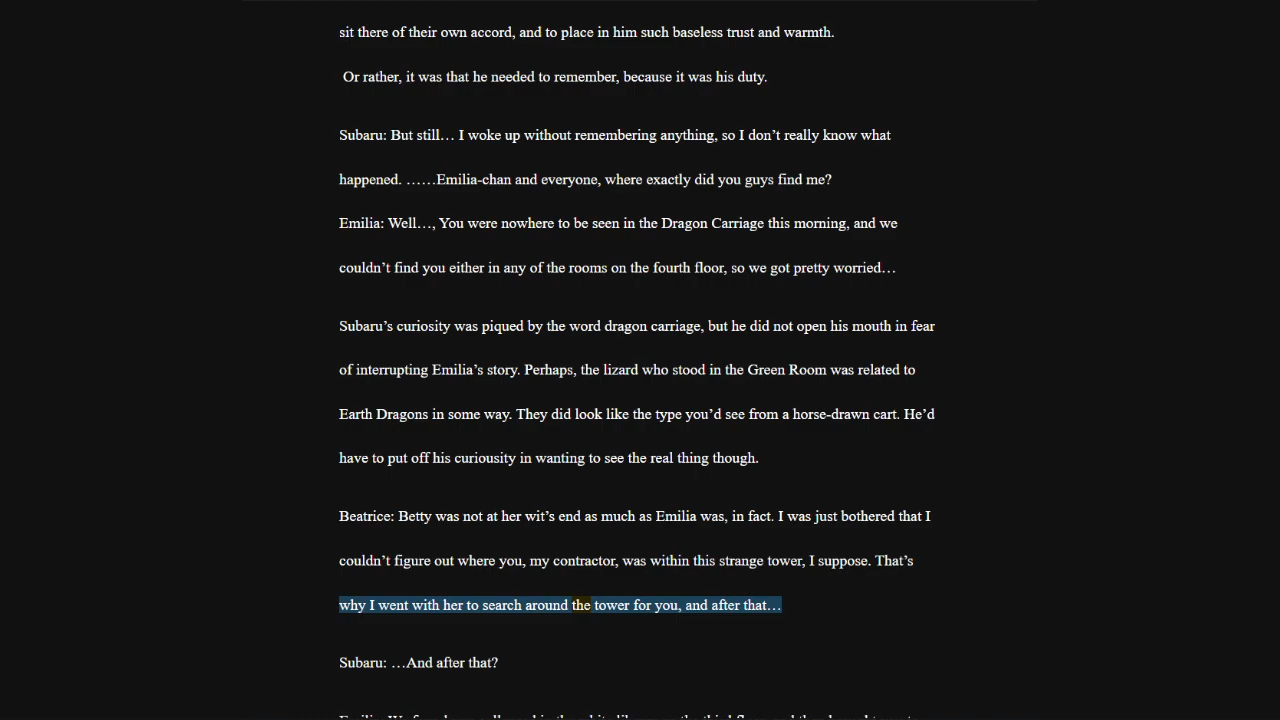 sit there of their own accord, and to place in him such baseless trust and warmth.
Or rather, it was that he needed to remember, because it was his duty.
Subaru: But still… I woke up without remembering anything, so I don’t really know what
happened. ……Emilia-chan and everyone, where exactly did you guys find me?
Emilia: Well…, You were nowhere to be seen in the Dragon Carriage this morning, and we
couldn’t find you either in any of the rooms on the fourth floor, so we got pretty worried…
Subaru’s curiosity was piqued by the word dragon carriage, but he did not open his mouth in fear
of interrupting Emilia’s story. Perhaps, the lizard who stood in the Green Room was related to
Earth Dragons in some way. They did look like the type you’d see from a horse-drawn cart. He’d
have to put off his curiousity in wanting to see the real thing though.
Beatrice: Betty was not at her wit’s end as much as Emilia was, in fact. I was just bothered that I
couldn’t figure out where you, my contractor, was within this strange tower, I suppose. That’s
why I went with her to search around the tower for you, and after that…
Subaru: …And after that?